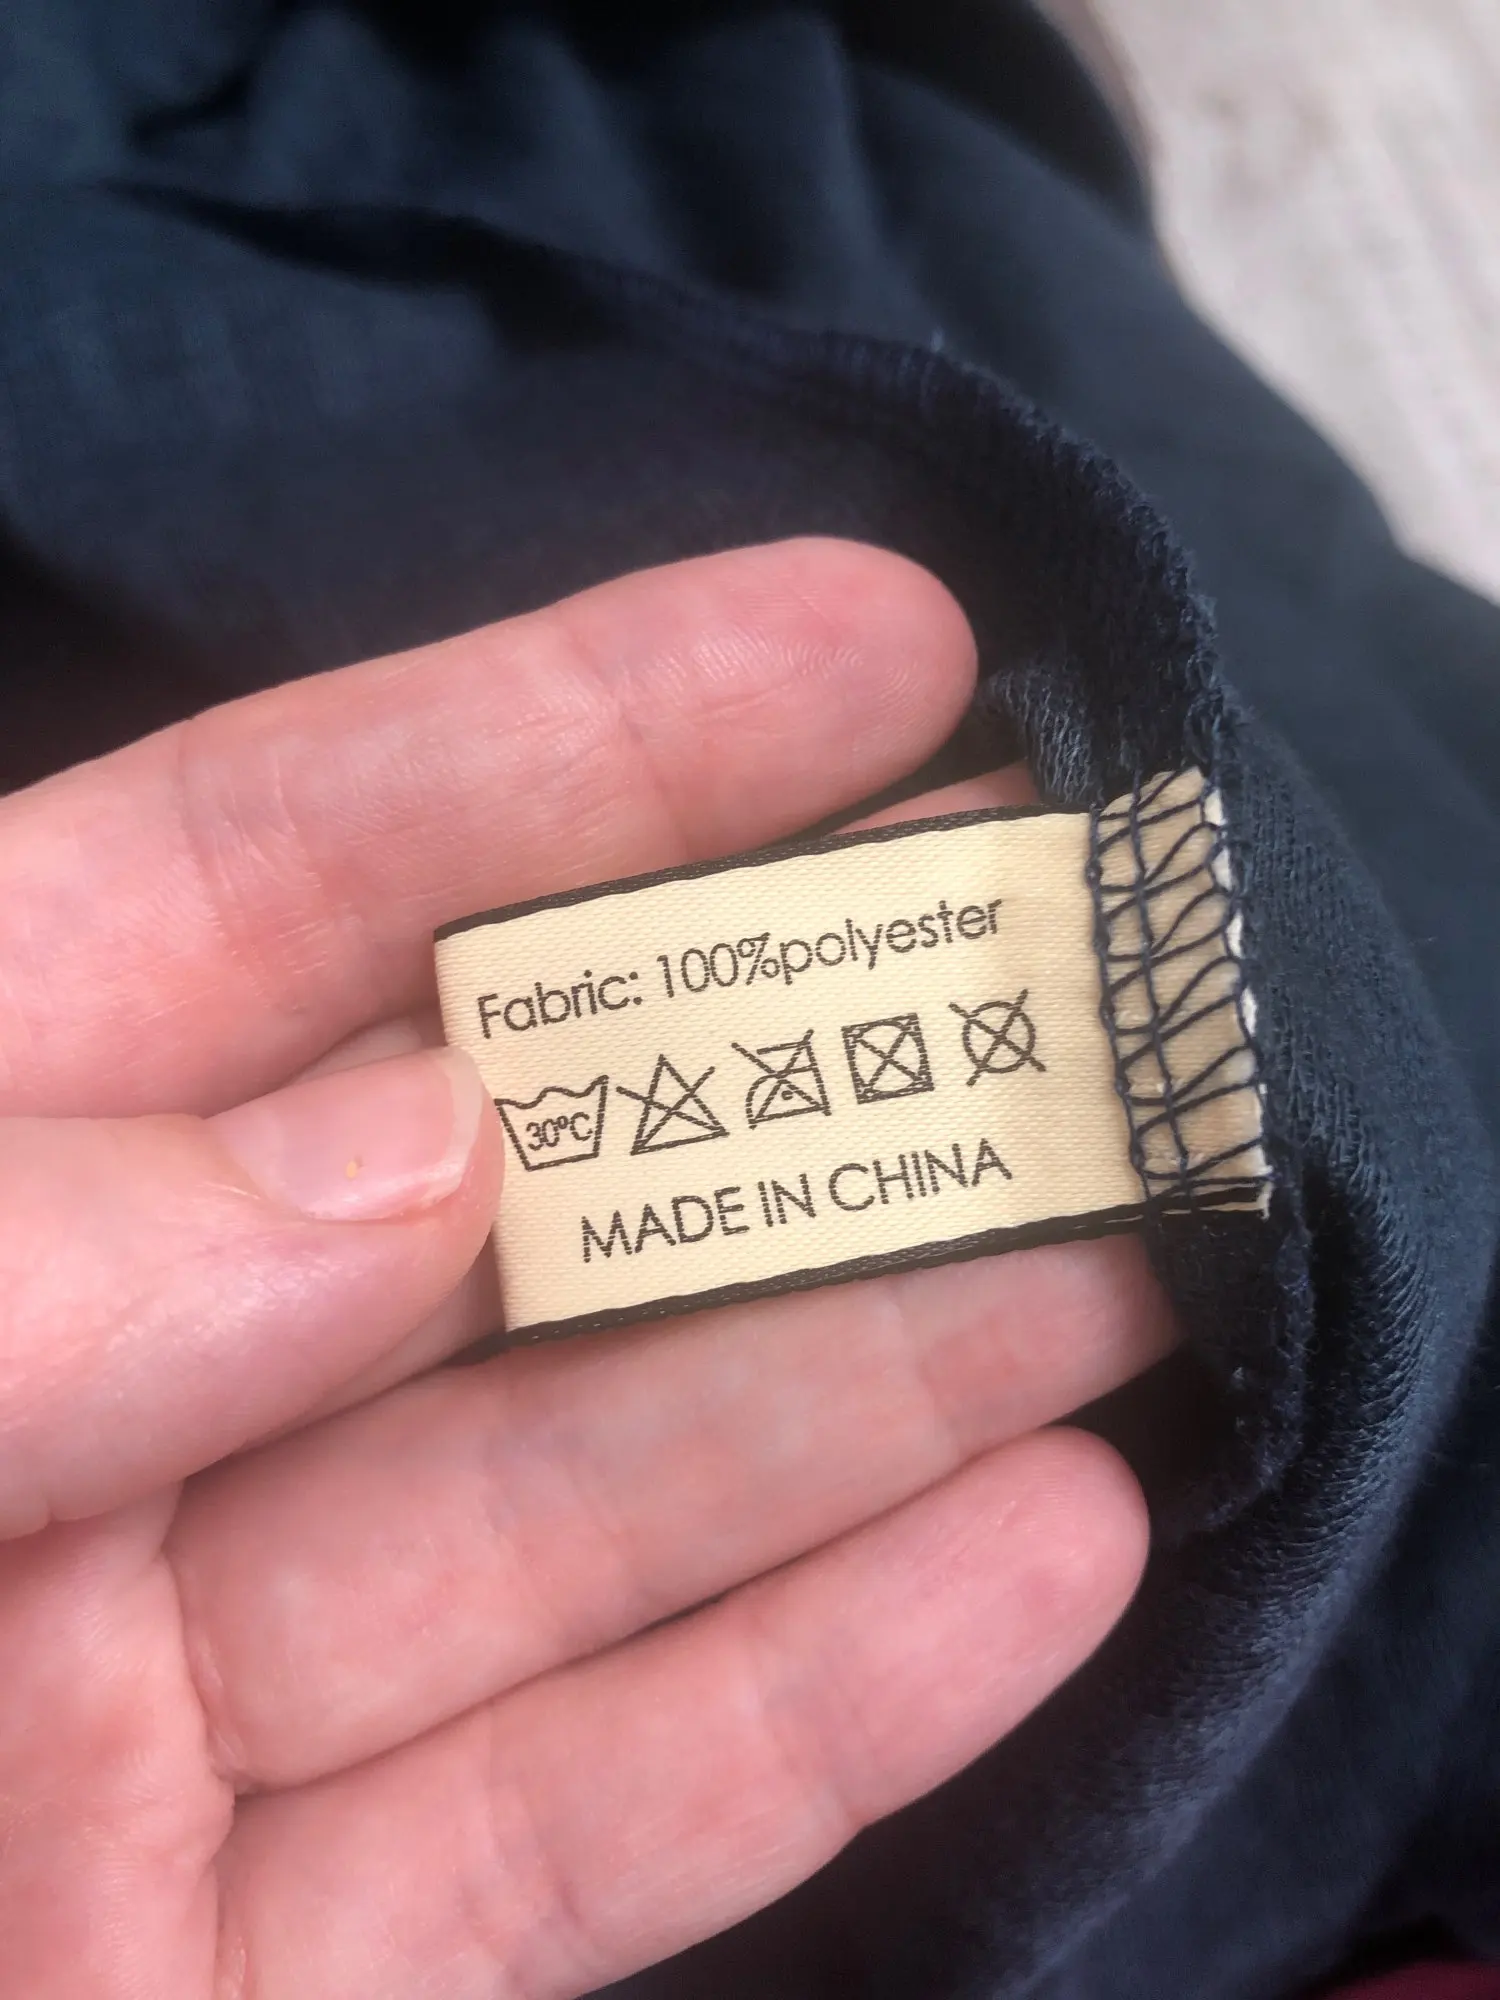 Fabric: 100%polyester
30°C
MADE IN CHINA